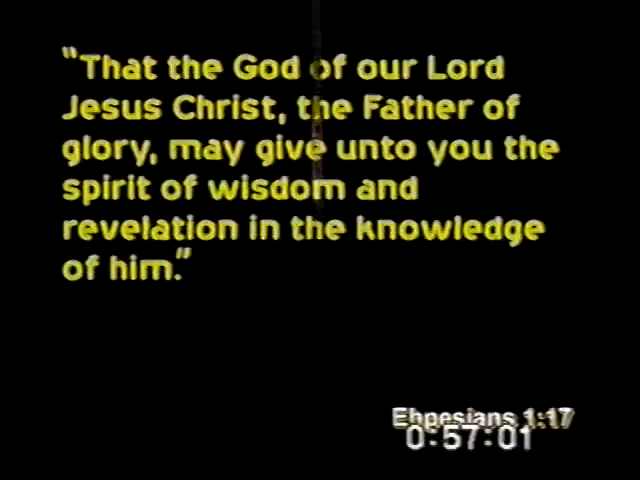 "That the God of our Lord
Jesus Christ, the Father of
glory, may give unto you the
spirit of wisdom and
revelation in the knowledge
of him."
Ehpesians 1:17
0:57:01